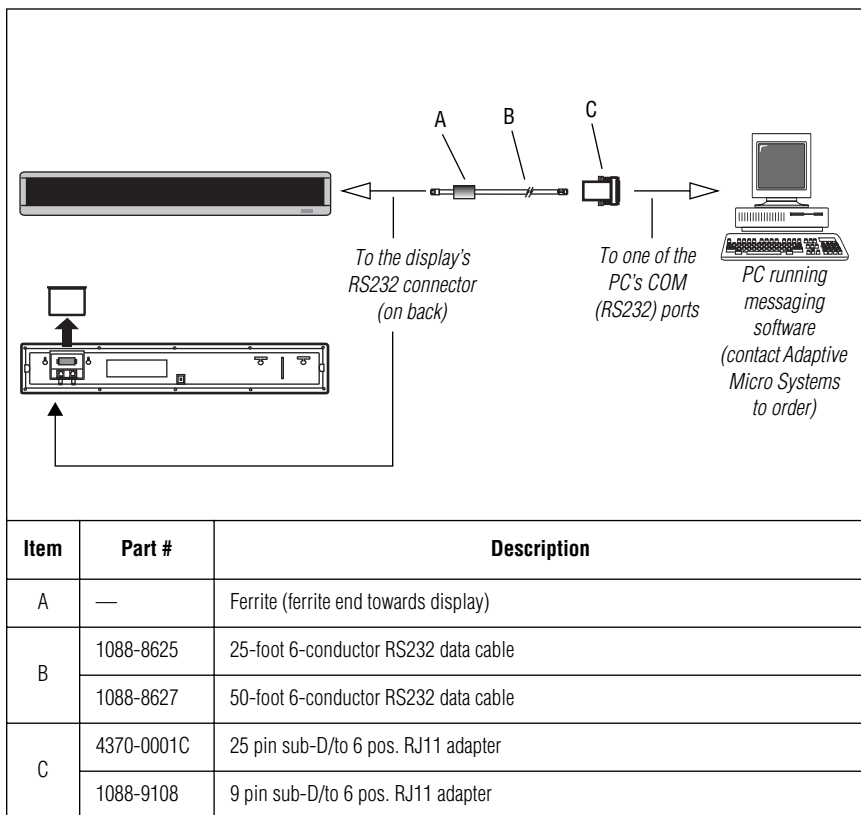 A
B
C
To the display's
RS232 connector
(on back)
To one of the
PC's COM
(RS232) ports
PC running
messaging
software
(contact Adaptive
Micro Systems
to order)
Item Part # Description
A — Ferrite (ferrite end towards display)
B
1088-8625 25-foot 6-conductor RS232 data cable
1088-8627 50-foot 6-conductor RS232 data cable
C
4370-0001C 25 pin sub-D/to 6 pos. RJ11 adapter
1088-9108 9 pin sub-D/to 6 pos. RJ11 adapter